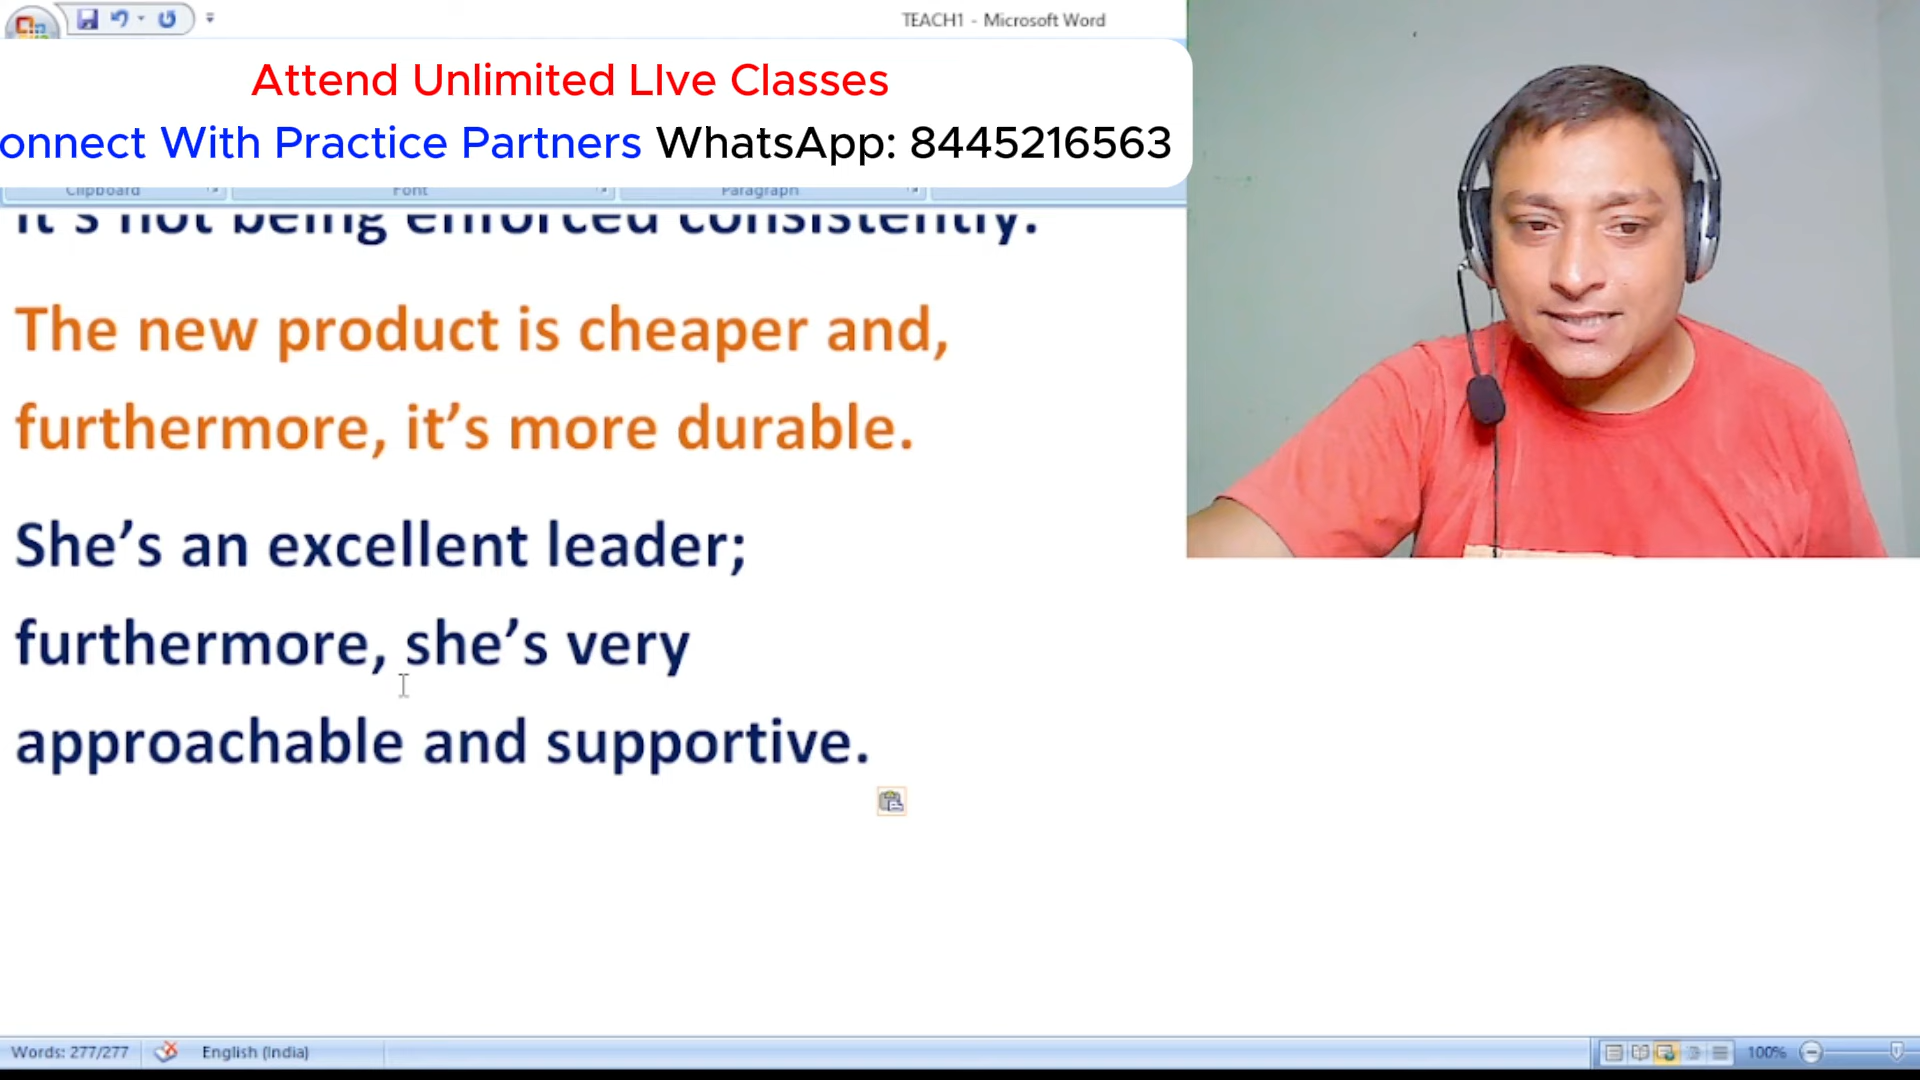 TEACH1 - Microsoft Word
Attend Unlimited LIve Classes
onnect With Practice Partners WhatsApp: 8445216563
Clipboard Font Paragraph
it's not being enforced consistently.
The new product is cheaper and,
furthermore, it's more durable.
She's an excellent leader;
furthermore, she's very
approachable and supportive.
Words: 277/277 English (India) 100%